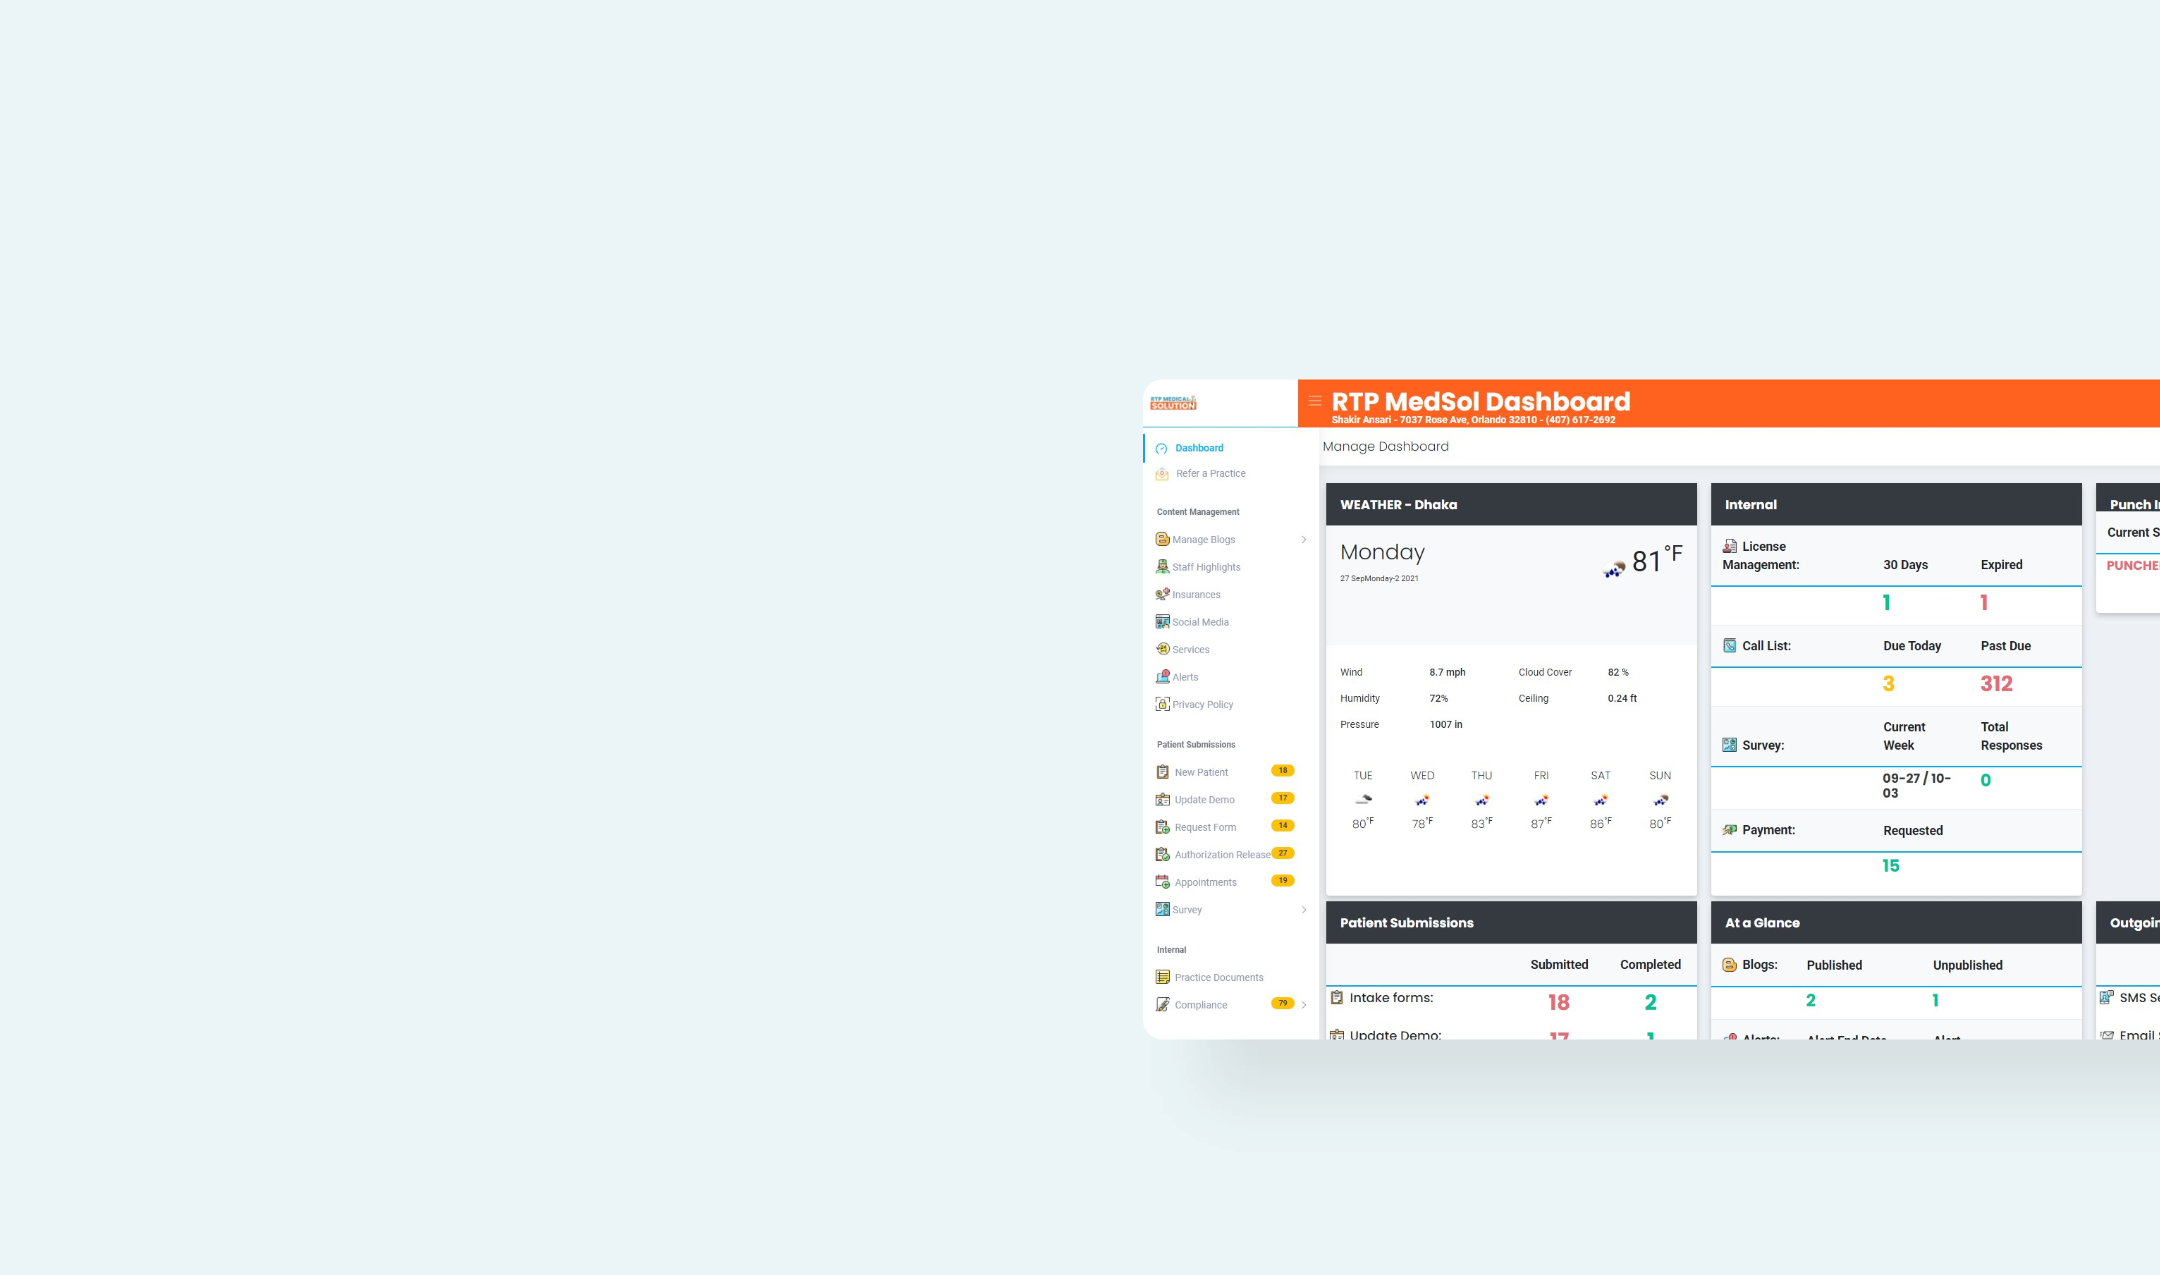 RTP MEDICAL
SOLUTION
RTP MedSol Dashboard
Shakir Ansari - 7037 Rose Ave, Orlando 32810 - (407) 617-2692
Manage Dashboard
Dashboard
Refer a Practice
Content Management
Manage Blogs
Staff Highlights
Insurances
Social Media
Services
Alerts
Privacy Policy
Patient Submissions
New Patient 18
Update Demo 17
Request Form 14
Authorization Release 27
Appointments 19
Survey
Internal
Practice Documents
Compliance 79
WEATHER - Dhaka
Monday
81°F
27 SepMonday-2 2021
Wind 8.7 mph Cloud Cover 82 %
Humidity 72% Ceiling 0.24 ft
Pressure 1007 in
TUE WED THU FRI SAT SUN
80°F 78°F 83°F 87°F 86°F 80°F
Internal
License
Management: 30 Days Expired
1 1
Call List: Due Today Past Due
3 312
Current Total
Survey: Week Responses
09-27 / 10- 0
03
Payment: Requested
15
Punch I
Current S
PUNCHE
Patient Submissions
Submitted Completed
Intake forms: 18 2
Update Demo: 17 1
At a Glance
Blogs: Published Unpublished
2 1
Alerts: Alert End Date Alert
Outgoin
SMS Se
Email